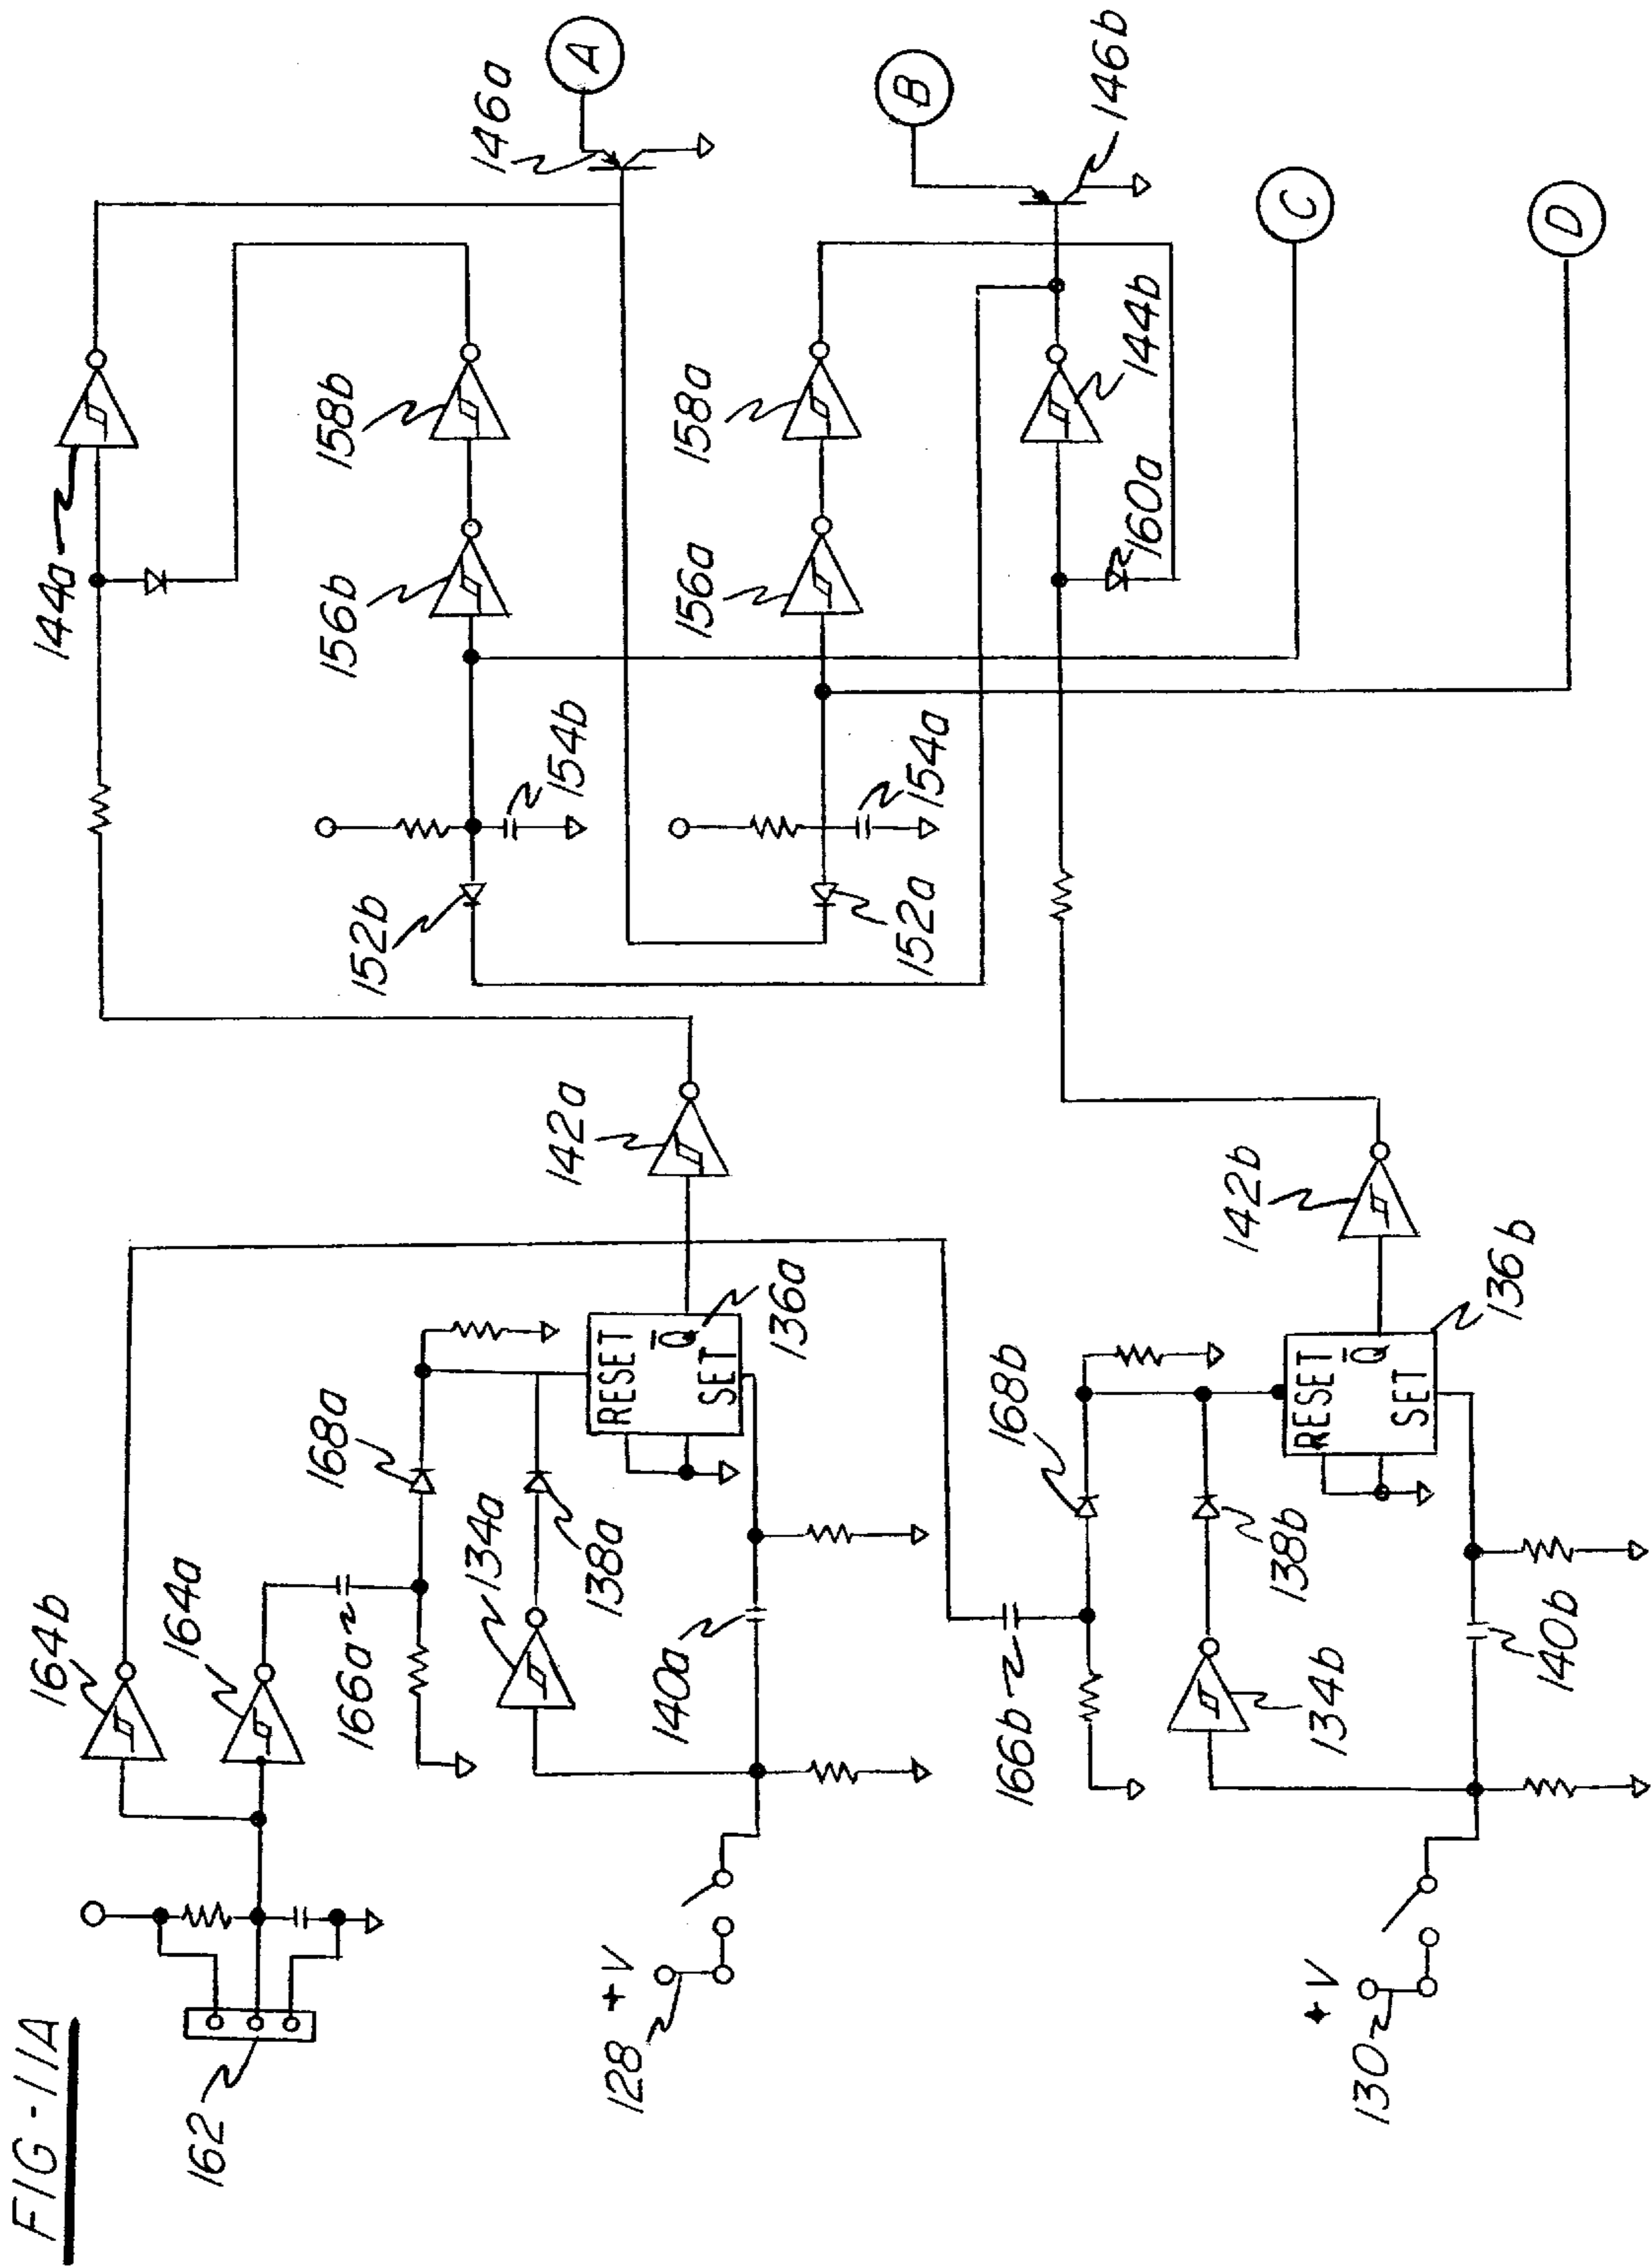 FIG-11A
144a
146a
A
158b
156b
154b
152b
158a
156a
154a
152a
B
146b
144b
160a
C
D
164b
164a
162
166a
168a
134a
138a
140a
142a
RESET
Q
SET
136a
128
+V
166b
168b
134b
138b
140b
142b
RESET
Q
SET
136b
130
+V